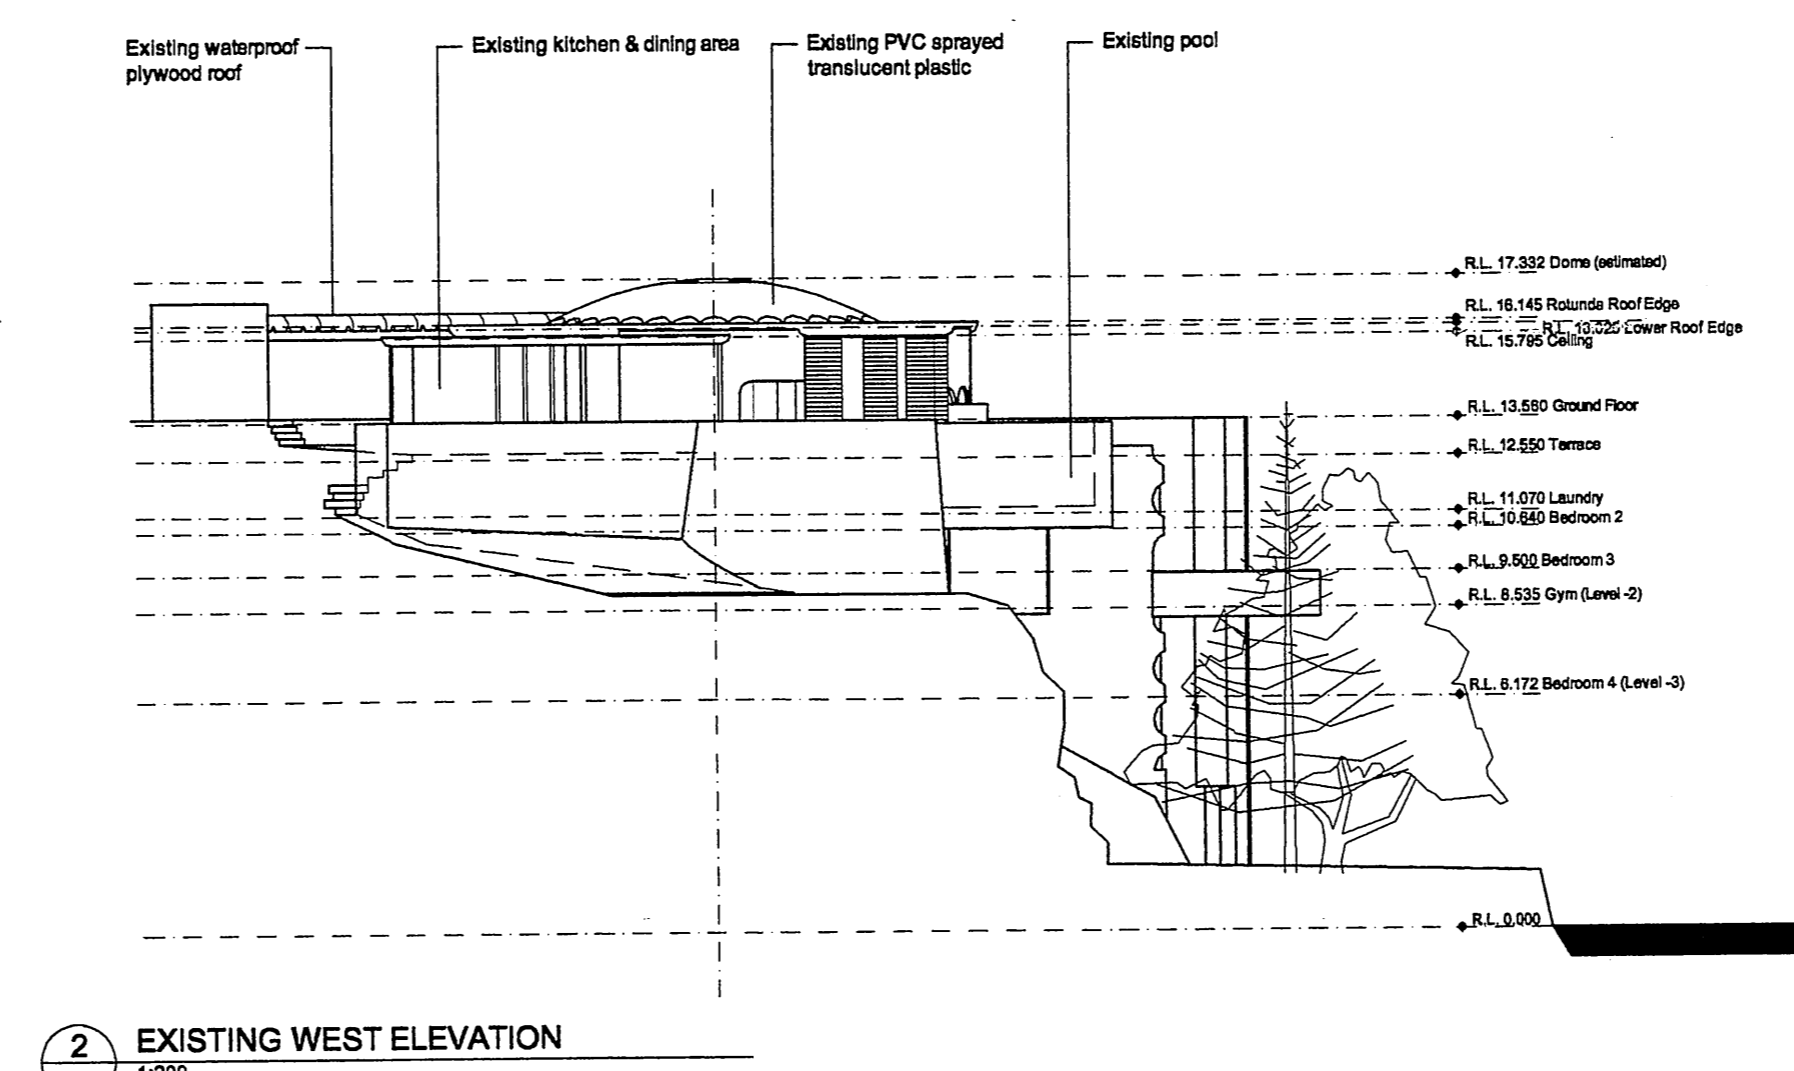 Existing waterproof
plywood roof
Existing kitchen & dining area
Existing PVC sprayed
translucent plastic
Existing pool
R.L. 17.332 Dome (estimated)
R.L. 16.145 Rotunda Roof Edge
Lower Roof Edge
R.L. 15.795 Ceiling
R.L. 13.560 Ground Floor
R.L. 12.550 Terrace
R.L. 11.070 Laundry
R.L. 10.640 Bedroom 2
R.L. 9.500 Bedroom 3
R.L. 8.535 Gym (Level -2)
R.L. 6.172 Bedroom 4 (Level -3)
R.L. 0.000
2
EXISTING WEST ELEVATION